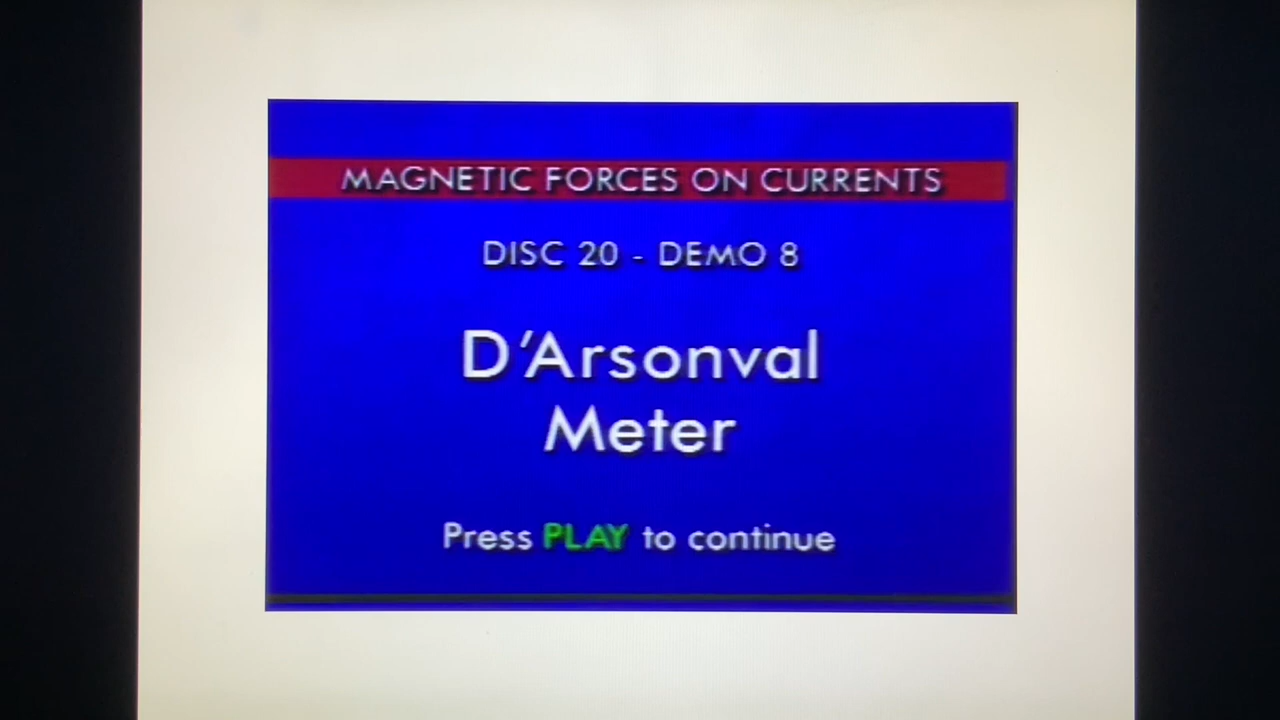 MAGNETIC FORCES ON CURRENTS
DISC 20 - DEMO 8
D'Arsonval
Meter
Press PLAY to continue